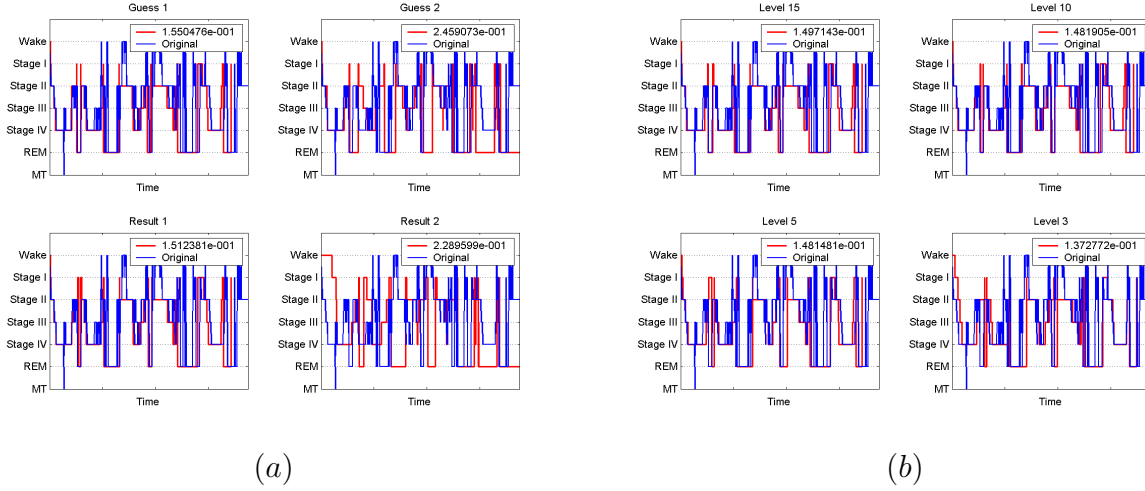 Guess 1
1.550476e-001
Original
Wake
Stage I
Stage II
Stage III
Stage IV
REM
MT
Time
Guess 2
2.459073e-001
Original
Wake
Stage I
Stage II
Stage III
Stage IV
REM
MT
Time
Result 1
1.512381e-001
Original
Wake
Stage I
Stage II
Stage III
Stage IV
REM
MT
Time
Result 2
2.289599e-001
Original
Wake
Stage I
Stage II
Stage III
Stage IV
REM
MT
Time
(a)
Level 15
1.497143e-001
Original
Wake
Stage I
Stage II
Stage III
Stage IV
REM
MT
Time
Level 10
1.481905e-001
Original
Wake
Stage I
Stage II
Stage III
Stage IV
REM
MT
Time
Level 5
1.481481e-001
Original
Wake
Stage I
Stage II
Stage III
Stage IV
REM
MT
Time
Level 3
1.372772e-001
Original
Wake
Stage I
Stage II
Stage III
Stage IV
REM
MT
Time
(b)